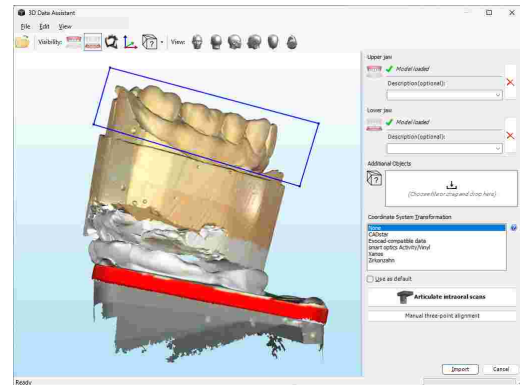 3D Data Assistant
File Edit View
Visibility: View:
Upper jaw
Model loaded
Description(optional):
Lower jaw
Model loaded
Description(optional):
Additional Objects
(Choose file or drag and drop here)
Coordinate System Transformation
None
CADstar
Exocad-compatible data
smart optics Activity/Vinyl
Yenas
Zirkonzahn
Use as default
Articulate intraoral scans
Manual three-point alignment
Import Cancel
Ready